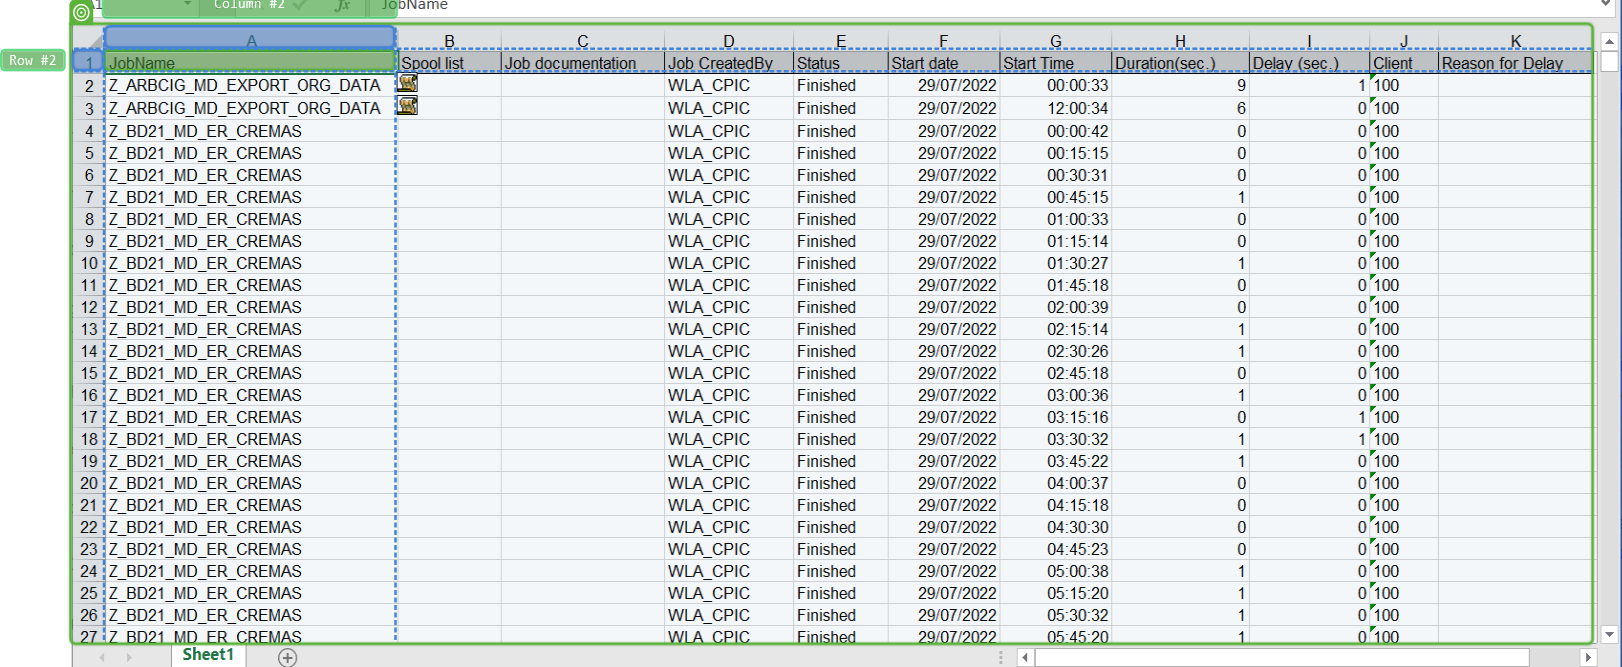 Column #2 fx JobName
A B C D E F G H I J K
Row #2
1 JobName Spool list Job documentation Job CreatedBy Status Start date Start Time Duration(sec.) Delay (sec.) Client Reason for Delay
2 Z_ARBCIG_MD_EXPORT_ORG_DATA WLA_CPIC Finished 29/07/2022 00:00:33 9 1 100
3 Z_ARBCIG_MD_EXPORT_ORG_DATA WLA_CPIC Finished 29/07/2022 12:00:34 6 0 100
4 Z_BD21_MD_ER_CREMAS WLA_CPIC Finished 29/07/2022 00:00:42 0 0 100
5 Z_BD21_MD_ER_CREMAS WLA_CPIC Finished 29/07/2022 00:15:15 0 0 100
6 Z_BD21_MD_ER_CREMAS WLA_CPIC Finished 29/07/2022 00:30:31 0 0 100
7 Z_BD21_MD_ER_CREMAS WLA_CPIC Finished 29/07/2022 00:45:15 1 0 100
8 Z_BD21_MD_ER_CREMAS WLA_CPIC Finished 29/07/2022 01:00:33 0 0 100
9 Z_BD21_MD_ER_CREMAS WLA_CPIC Finished 29/07/2022 01:15:14 0 0 100
10 Z_BD21_MD_ER_CREMAS WLA_CPIC Finished 29/07/2022 01:30:27 1 0 100
11 Z_BD21_MD_ER_CREMAS WLA_CPIC Finished 29/07/2022 01:45:18 0 0 100
12 Z_BD21_MD_ER_CREMAS WLA_CPIC Finished 29/07/2022 02:00:39 0 0 100
13 Z_BD21_MD_ER_CREMAS WLA_CPIC Finished 29/07/2022 02:15:14 1 0 100
14 Z_BD21_MD_ER_CREMAS WLA_CPIC Finished 29/07/2022 02:30:26 1 0 100
15 Z_BD21_MD_ER_CREMAS WLA_CPIC Finished 29/07/2022 02:45:18 0 0 100
16 Z_BD21_MD_ER_CREMAS WLA_CPIC Finished 29/07/2022 03:00:36 1 0 100
17 Z_BD21_MD_ER_CREMAS WLA_CPIC Finished 29/07/2022 03:15:16 0 1 100
18 Z_BD21_MD_ER_CREMAS WLA_CPIC Finished 29/07/2022 03:30:32 1 1 100
19 Z_BD21_MD_ER_CREMAS WLA_CPIC Finished 29/07/2022 03:45:22 1 0 100
20 Z_BD21_MD_ER_CREMAS WLA_CPIC Finished 29/07/2022 04:00:37 0 0 100
21 Z_BD21_MD_ER_CREMAS WLA_CPIC Finished 29/07/2022 04:15:18 0 0 100
22 Z_BD21_MD_ER_CREMAS WLA_CPIC Finished 29/07/2022 04:30:30 0 0 100
23 Z_BD21_MD_ER_CREMAS WLA_CPIC Finished 29/07/2022 04:45:23 0 0 100
24 Z_BD21_MD_ER_CREMAS WLA_CPIC Finished 29/07/2022 05:00:38 1 0 100
25 Z_BD21_MD_ER_CREMAS WLA_CPIC Finished 29/07/2022 05:15:20 1 0 100
26 Z_BD21_MD_ER_CREMAS WLA_CPIC Finished 29/07/2022 05:30:32 1 0 100
27 Z_BD21_MD_ER_CREMAS WLA_CPIC Finished 29/07/2022 05:45:20 1 0 100
Sheet1